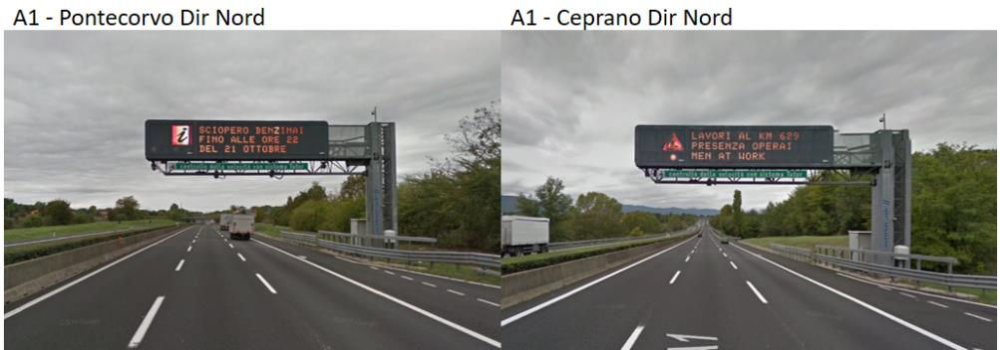 A1 - Pontecorvo Dir Nord
SCIOPERO BENZINAI
FINO ALLE ORE 22
DEL 21 OTTOBRE
controllo della velocità con sistema Tutor
A1 - Ceprano Dir Nord
LAVORI AL KM 629
PRESENZA OPERAI
MEN AT WORK
controllo della velocità con sistema Tutor
A1